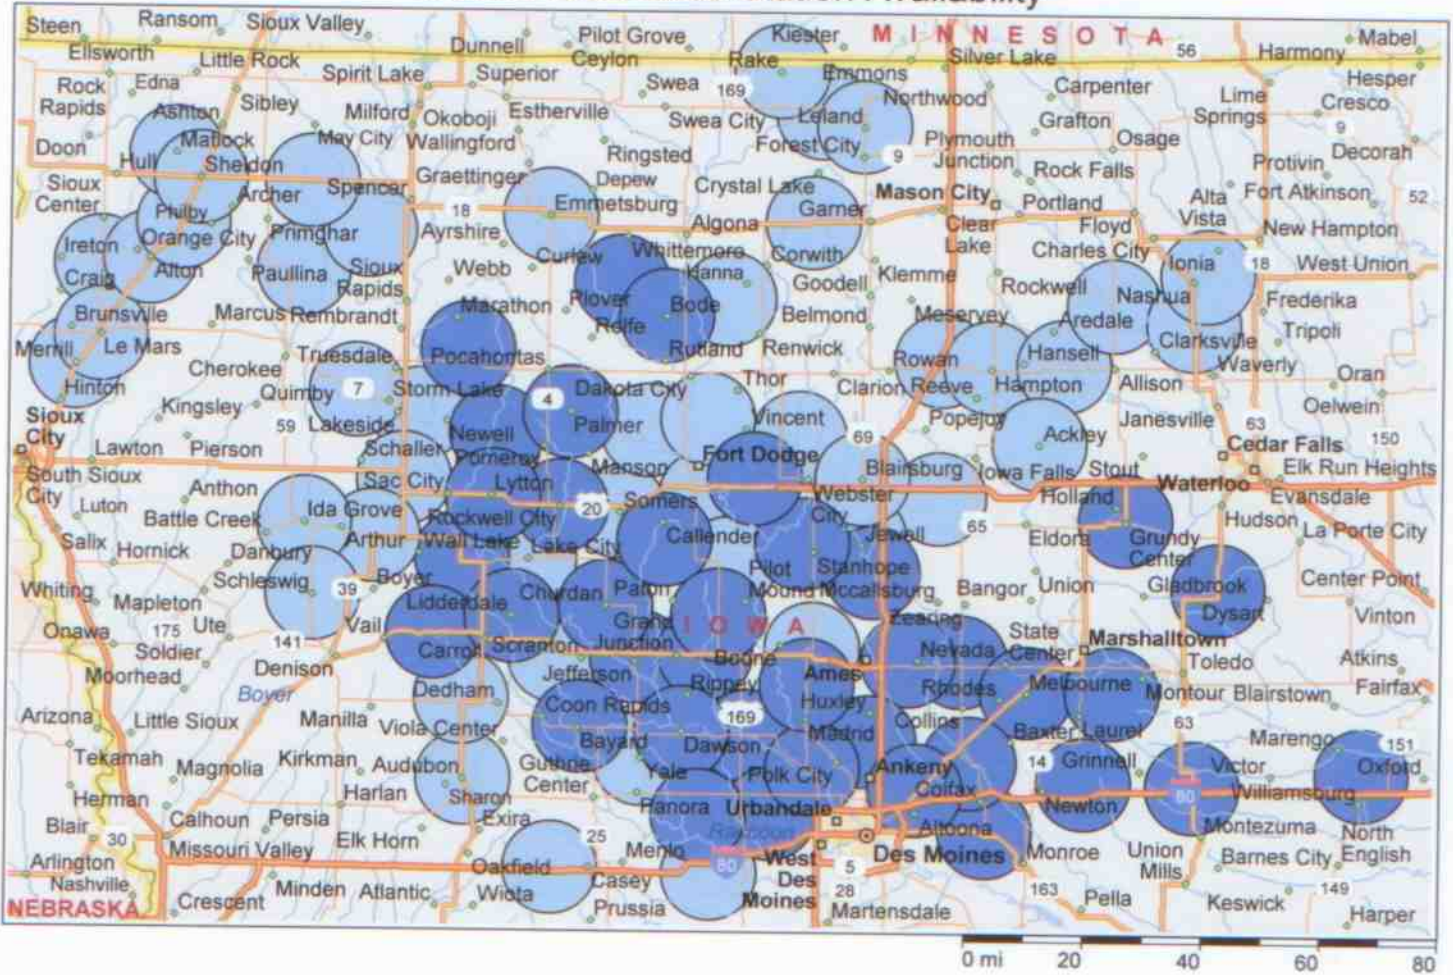 Availability
Steen Ransom Sioux Valley Pilot Grove Kiester MINNESOTA 56 Mabel
Ellsworth Little Rock Dunnell Ceylon Rake Silver Lake Harmony
Rock Rapids Edna Spirit Lake Superior Swea 169 Emmons Carpenter Hesper
Ashton Sibley Milford Okoboji Estherville Swea City Leland Northwood Grafton Lime Springs Cresco
Doon Matlock May City Wallingford Ringsted Forest City 9 Plymouth Junction Osage 9 Decorah
Hull Sheldon Graettinger Depew Crystal Lake Rock Falls Protivin
Sioux Center Archer Spencer 18 Emmetsburg Algona Garner Mason City Portland Alta Vista Fort Atkinson 52
Philby Primghar Ayrshire Clear Lake Floyd New Hampton
Ireton Orange City Curlew Whittemore Corwith Charles City
Craig Alton Paullina Sioux Rapids Webb Hanna Goodell Klemme Ionia 18 West Union
Brunsville Marcus Rembrandt Marathon Plover Bode Belmond Rockwell Nashua Frederika
Rolfe Meservey Aredale Tripoli
Merrill Le Mars Truesdale Pocahontas Rutland Renwick Rowan Hansell Clarksville Waverly
Hinton Cherokee Quimby 7 Storm Lake 4 Dakota City Thor Clarion Reeve Hampton Allison Oran
Sioux City Kingsley 59 Lakeside Newell Palmer Vincent 69 Popejoy Ackley Janesville 63 Oelwein
Lawton Pierson Schaller Pomeroy Manson Fort Dodge Blairsburg Iowa Falls Stout Cedar Falls 150
South Sioux City Anthon Sac City Lytton Waterloo Elk Run Heights
Luton Battle Creek Ida Grove Rockwell City 20 Somers Webster City 65 Holland Evansdale
Salix Hornick Danbury Arthur Wall Lake Lake City Callender Jewell Eldora Grundy Center Hudson La Porte City
Whiting Mapleton Schleswig 39 Boyer Churdan Paton Pilot Mound Stanhope Mccallsburg Bangor Union Gladbrook Center Point
Onawa 175 Ute 141 Vail Lidderdale Grand Junction IOWA Zearing State Center Dysart Vinton
Soldier Denison Carroll Scranton Boone Nevada Marshalltown Toledo Atkins
Moorhead Boyer Dedham Jefferson Rippey Ames Rhodes Melbourne Montour Blairstown Fairfax
Arizona Little Sioux Manilla Viola Center Coon Rapids 169 Huxley Collins Baxter Laurel 63
Tekamah Magnolia Kirkman Audubon Guthrie Center Bayard Dawson Madrid Ankeny 14 Grinnell Marengo 151
Herman Harlan Sharon Yale Polk City Colfax Newton Victor Oxford
Blair 30 Calhoun Persia Exira Panora Urbandale 80 Williamsburg
Arlington Missouri Valley Elk Horn Oakfield 25 Menlo Raccoon Altoona Montezuma North English
Nashville Minden Atlantic Wiota Casey 80 West Des Moines 5 Des Moines Monroe Union Mills Barnes City
NEBRASKA Crescent Prussia 28 Martensdale 163 Pella Keswick 149 Harper
0 mi 20 40 60 80